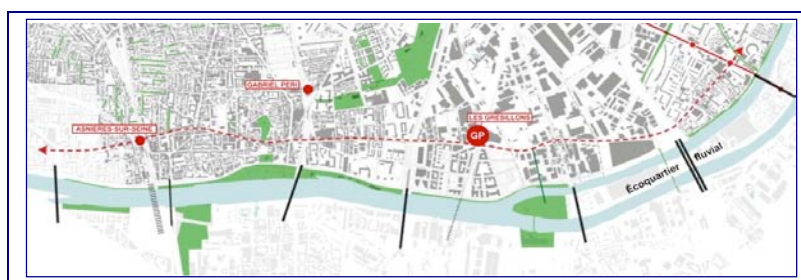 GABRIEL PERI
ASNIERES-SUR-SEINE
LES GRESILLONS
GP
Écoquartier fluvial